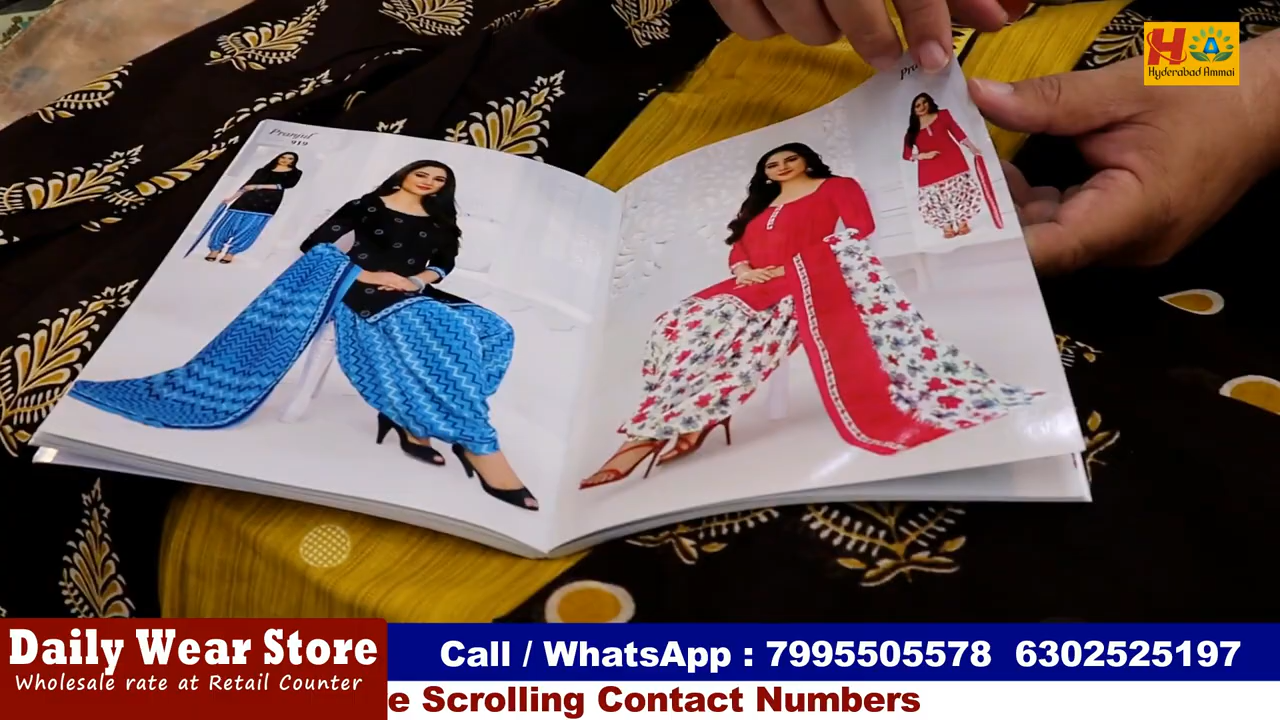 Hyderabad Ammai
Pranjul
919
Daily Wear Store
Wholesale rate at Retail Counter
Call / WhatsApp : 7995505578 6302525197
e Scrolling Contact Numbers